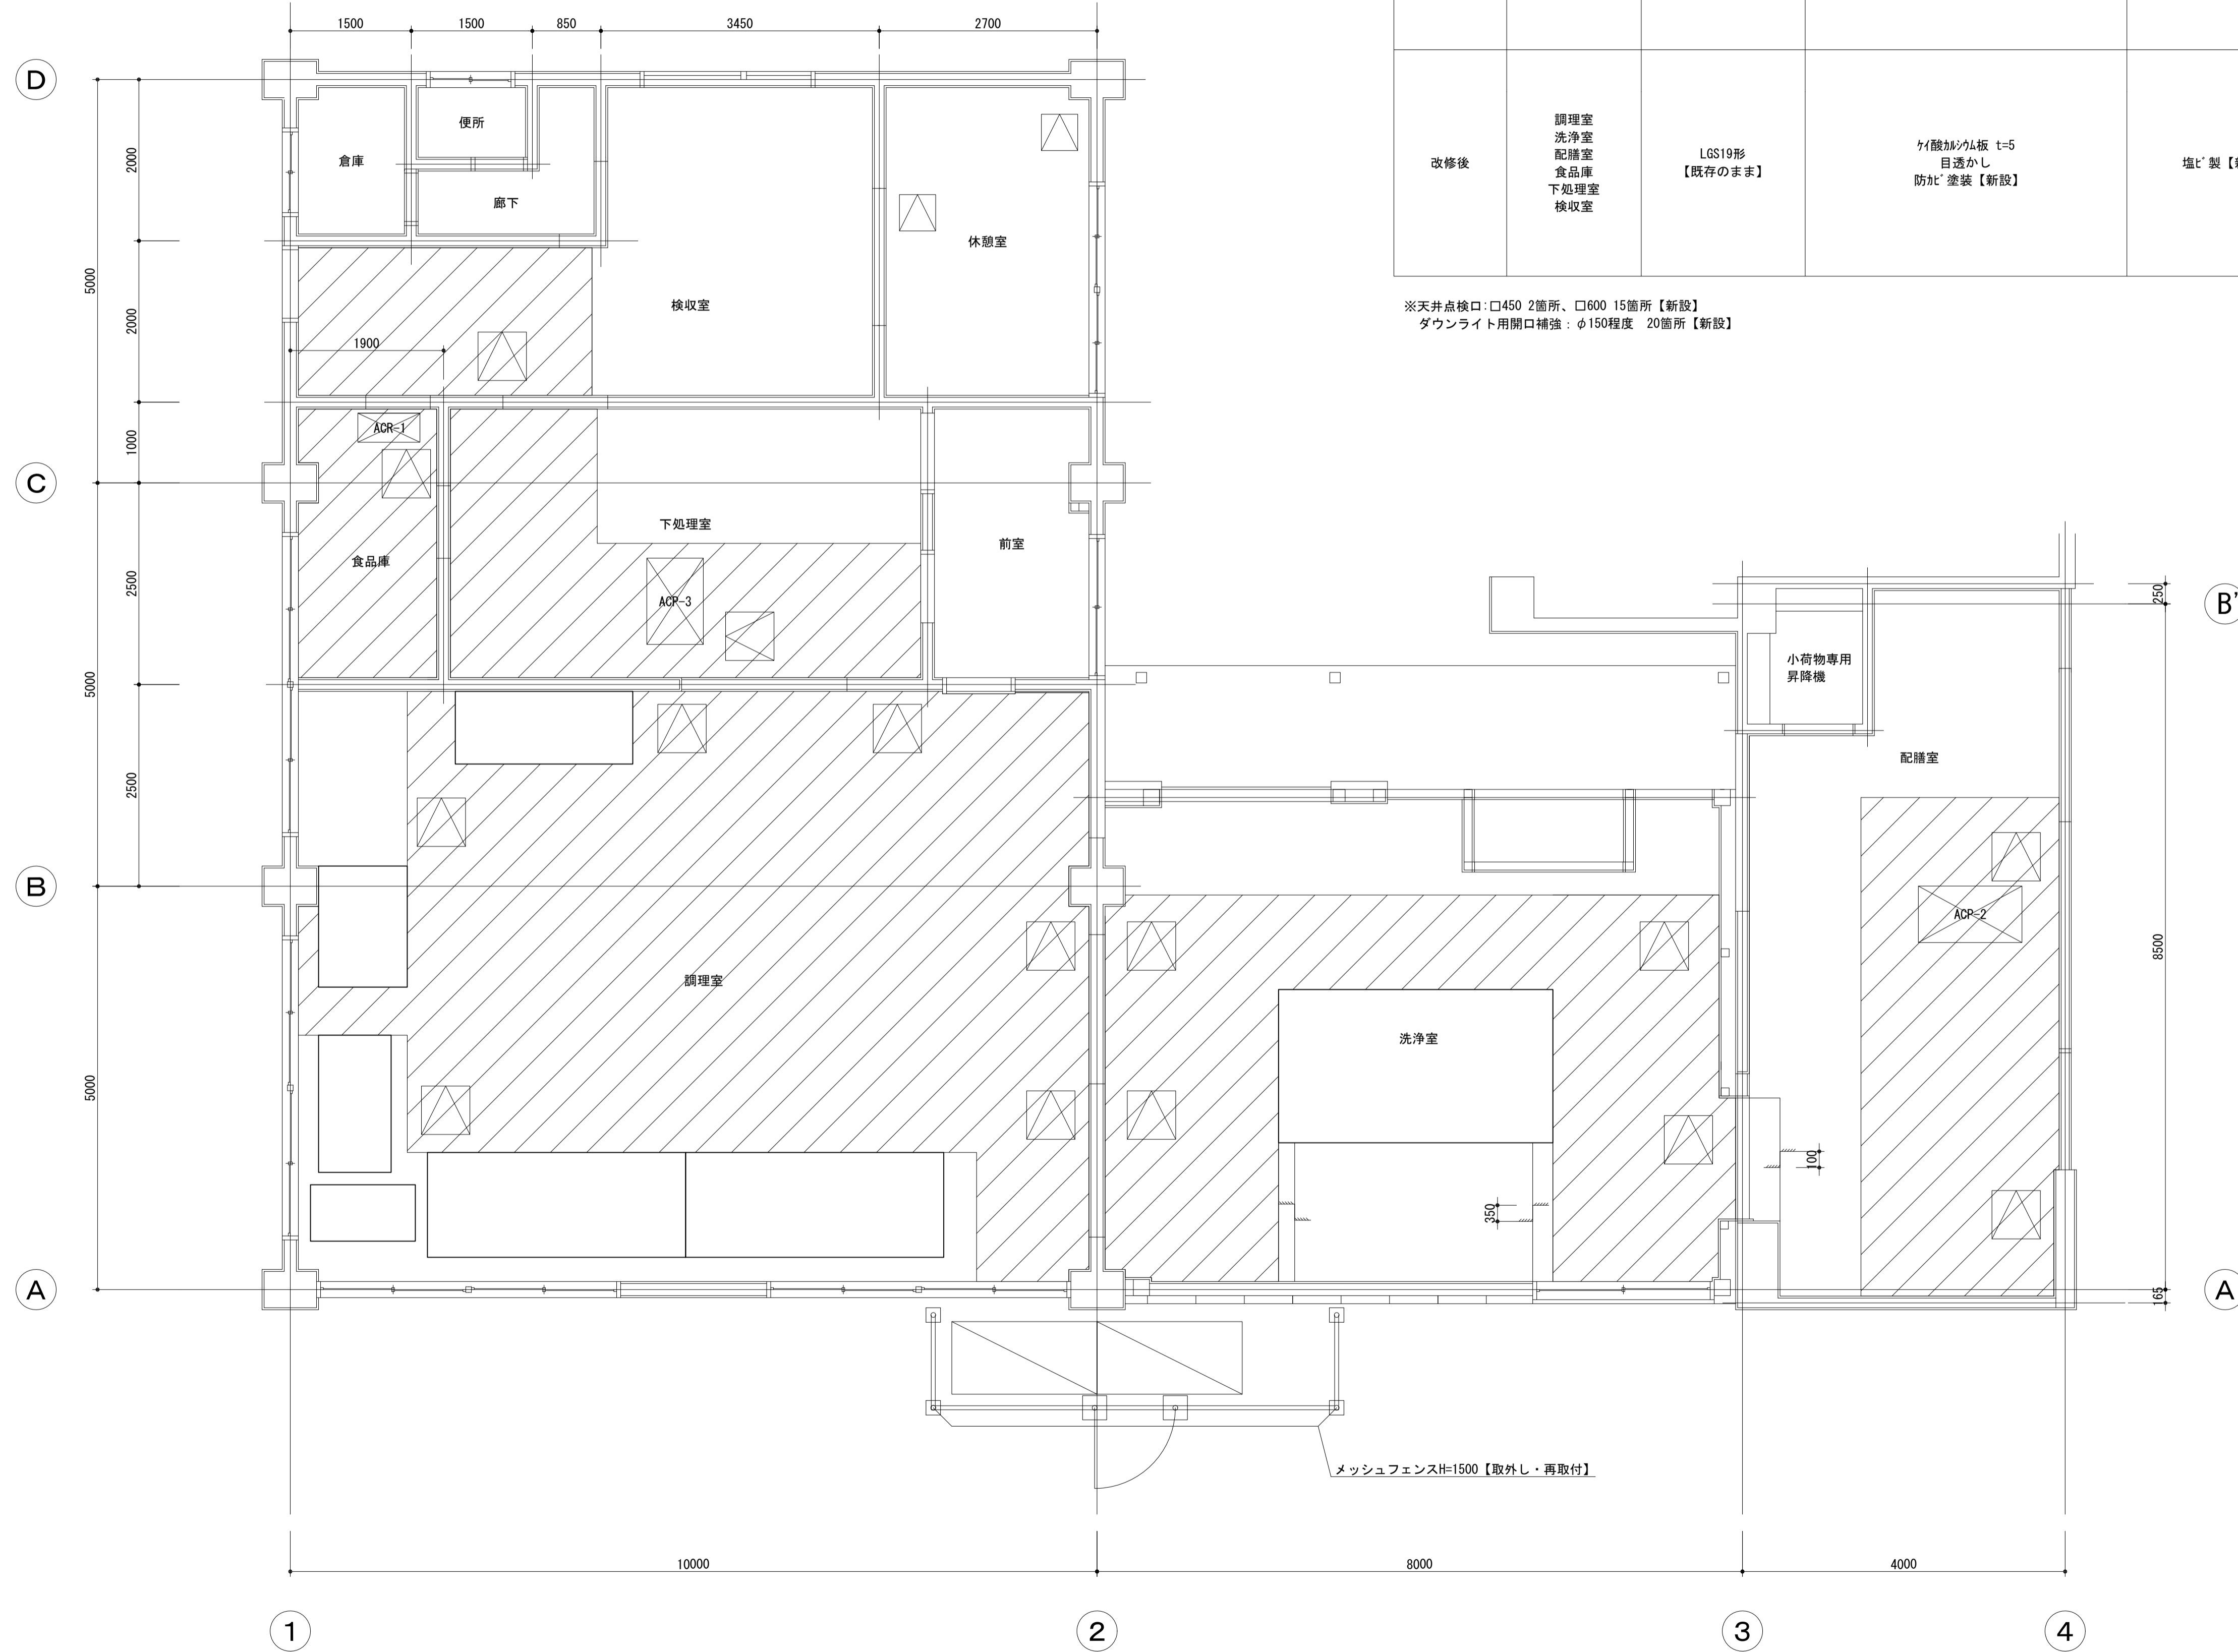 1500
1500
850
3450
2700
D
便所
倉庫
廊下
休憩室
検収室
2000
5000
2000
1900
1000
改修後
調理室
洗浄室
配膳室
食品庫
下処理室
検収室
LGS19形
【既存のまま】
ｹｲ酸ｶﾙｼｳﾑ板 t=5
目透かし
防ｶﾋﾞ塗装【新設】
塩ﾋﾞ製【
※天井点検口：□450 2箇所、□600 15箇所【新設】
ダウンライト用開口補強：φ150程度　20箇所【新設】
ACR-1
C
下処理室
前室
食品庫
2500
ACP-3
5000
250
B'
小荷物専用
昇降機
配膳室
2500
B
ACP-2
8500
調理室
洗浄室
5000
100
350
A
165
A
メッシュフェンスH=1500【取外し・再取付】
10000
8000
4000
1
2
3
4